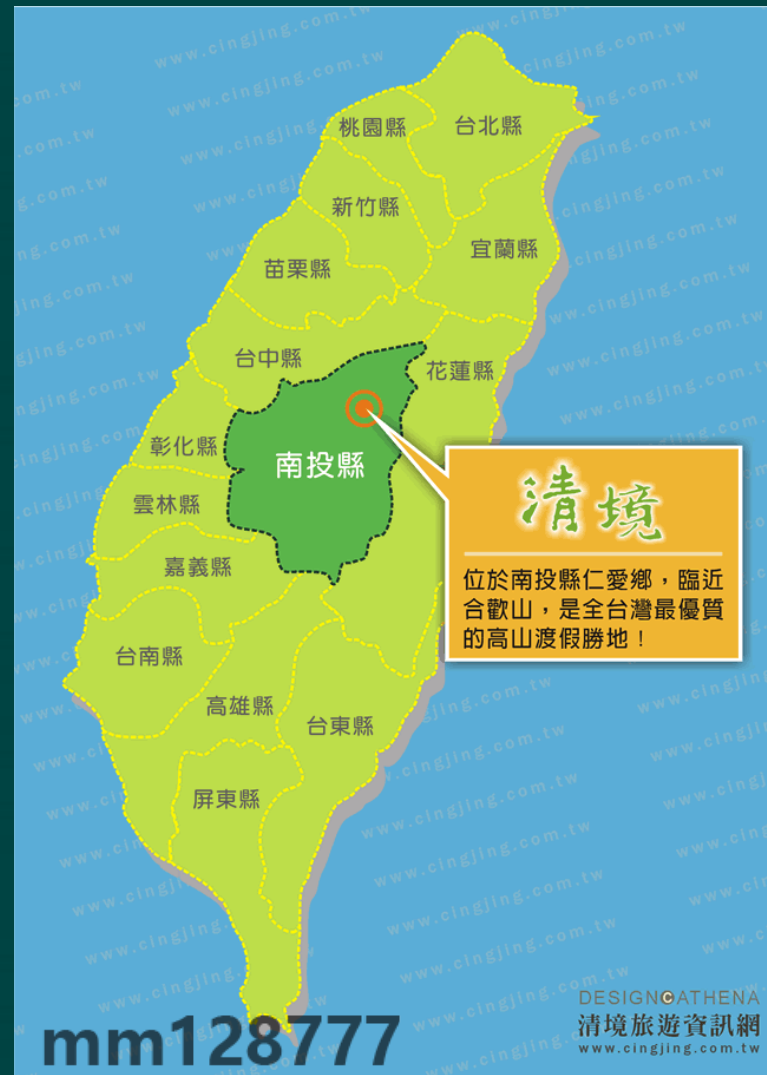 www.cingjing.com.tw
桃園縣
台北縣
新竹縣
宜蘭縣
苗栗縣
台中縣
花蓮縣
彰化縣
南投縣
雲林縣
清境
位於南投縣仁愛鄉，臨近
合歡山，是全台灣最優質
的高山渡假勝地！
嘉義縣
台南縣
高雄縣
台東縣
屏東縣
DESIGN@ATHENA
清境旅遊資訊網
www.cingjing.com.tw
mm128777